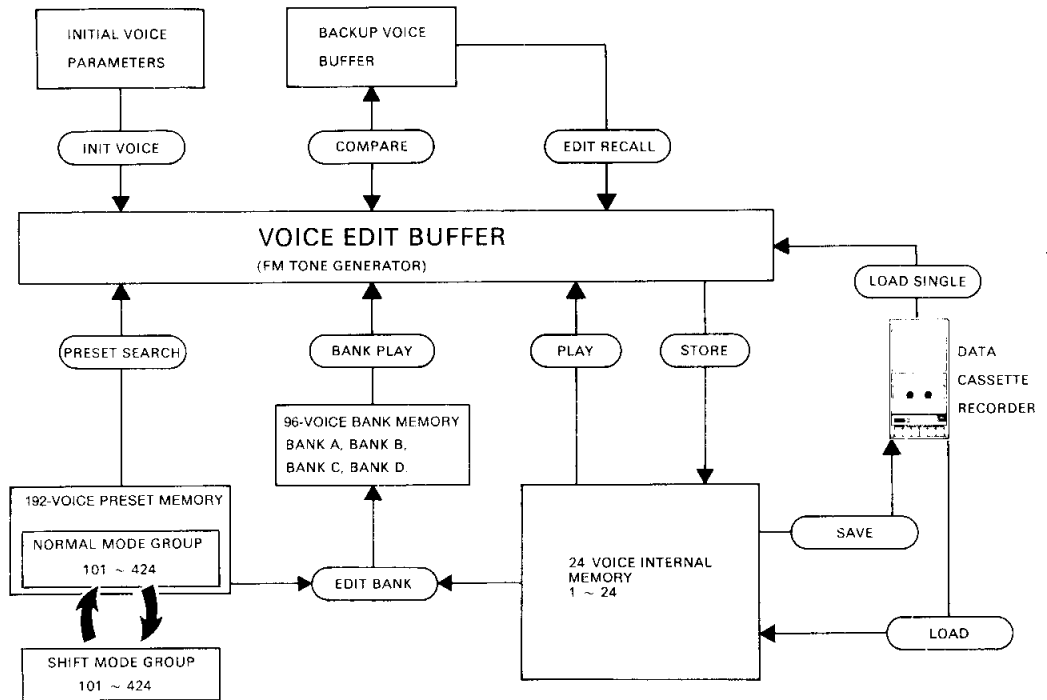 INITIAL VOICE
PARAMETERS
BACKUP VOICE
BUFFER
INIT VOICE
COMPARE
EDIT RECALL
VOICE EDIT BUFFER
(FM TONE GENERATOR)
LOAD SINGLE
PRESET SEARCH
BANK PLAY
PLAY
STORE
DATA
CASSETTE
RECORDER
96-VOICE BANK MEMORY
BANK A, BANK B,
BANK C, BANK D.
192-VOICE PRESET MEMORY
NORMAL MODE GROUP
101 ~ 424
EDIT BANK
24 VOICE INTERNAL
MEMORY
1 ~ 24
SAVE
LOAD
SHIFT MODE GROUP
101 ~ 424